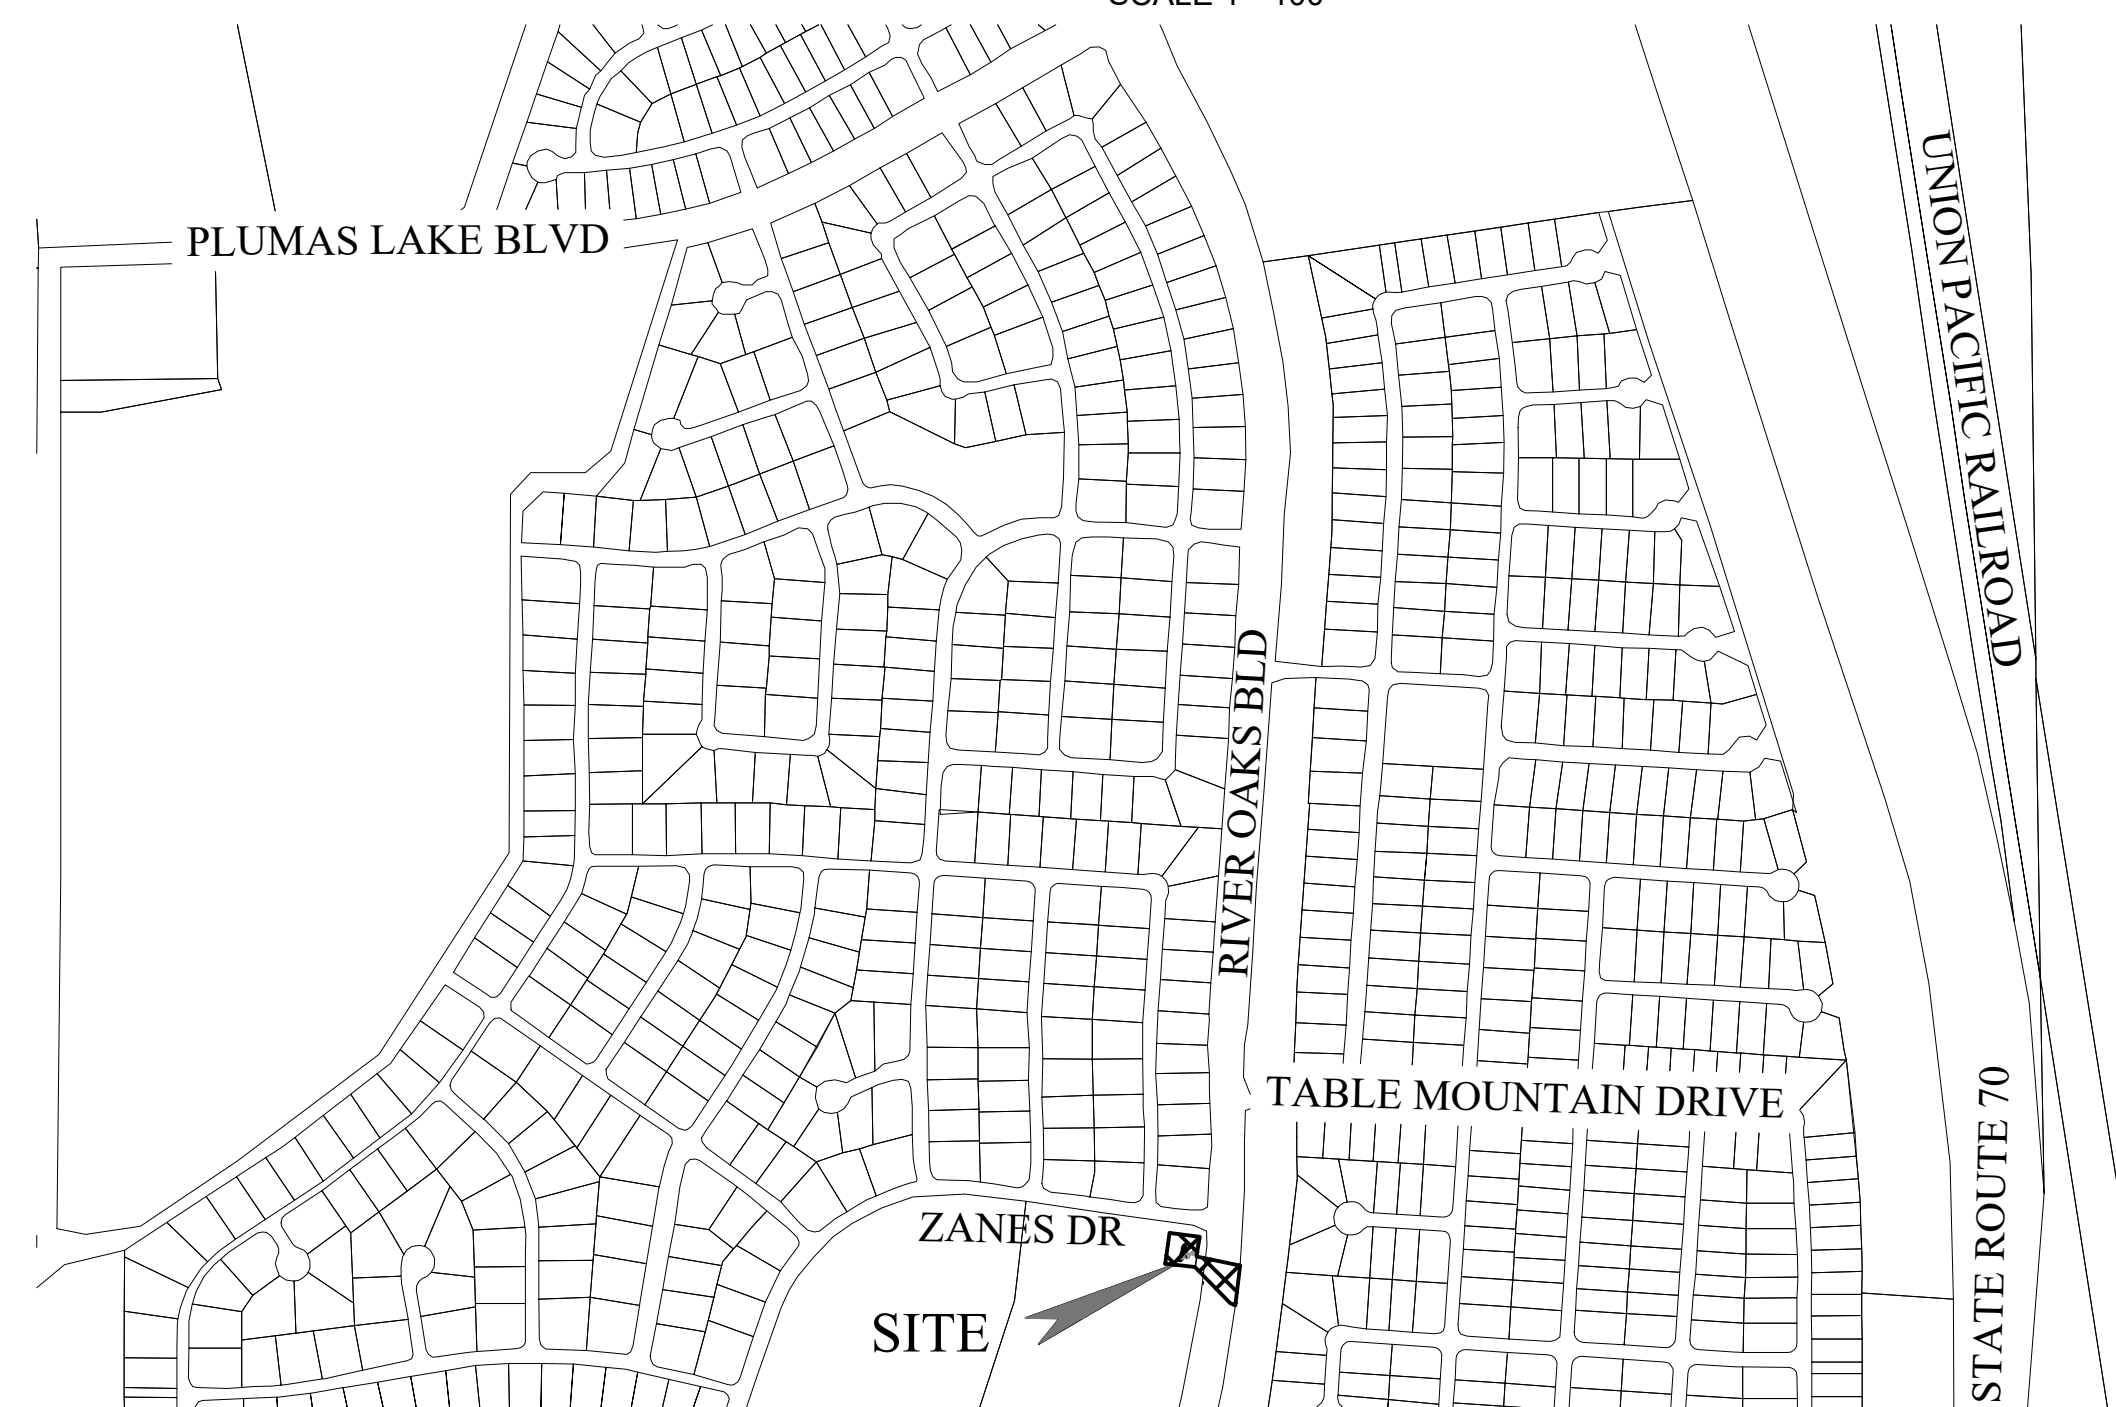 PLUMAS LAKE BLVD
UNION PACIFIC RAILROAD
RIVER OAKS BLD
TABLE MOUNTAIN DRIVE
STATE ROUTE 70
ZANES DR
SITE